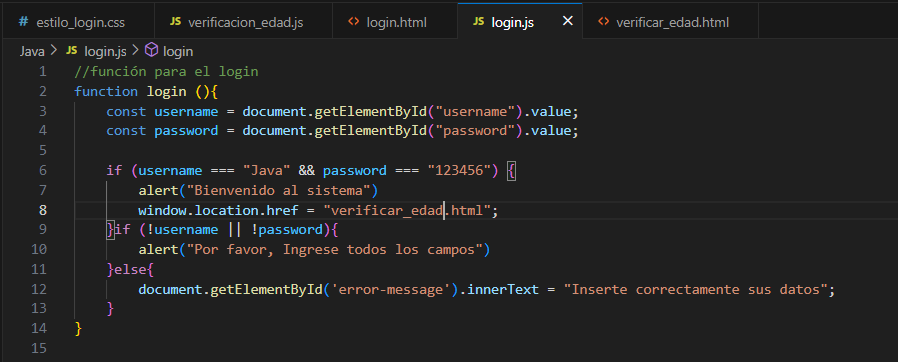 # estilo_login.css JS verificacion_edad.js <> login.html JS login.js × <> verificar_edad.html
Java > JS login.js > login
1 //función para el login
2 function login (){
3 const username = document.getElementById("username").value;
4 const password = document.getElementById("password").value;
5
6 if (username === "Java" && password === "123456") {
7 alert("Bienvenido al sistema")
8 window.location.href = "verificar_edad.html";
9 }if (!username || !password){
10 alert("Por favor, Ingrese todos los campos")
11 }else{
12 document.getElementById('error-message').innerText = "Inserte correctamente sus datos";
13 }
14 }
15